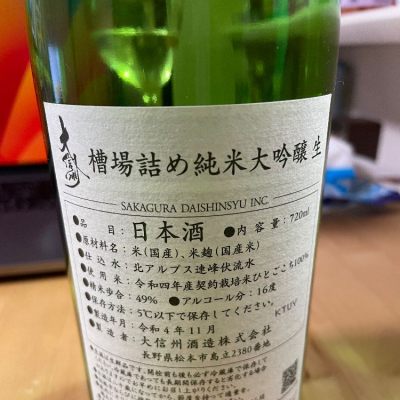 大信州
槽場詰め純米大吟醸 生
SAKAGURA DAISHINSYU INC
●品目：日本酒 ●内容量：720ml
●原材料名：米(国産)、米麹(国産米)
●仕込水：北アルプス連峰伏流水
●使用米：令和四年産契約栽培米ひとごこち100%
●精米歩合：49% ●アルコール分：16度
●保存方法：5℃以下で保存してください。
●製造年月：令和4年11月
●製造者：大信州酒造株式会社
長野県松本市島立2380番地
KTUY